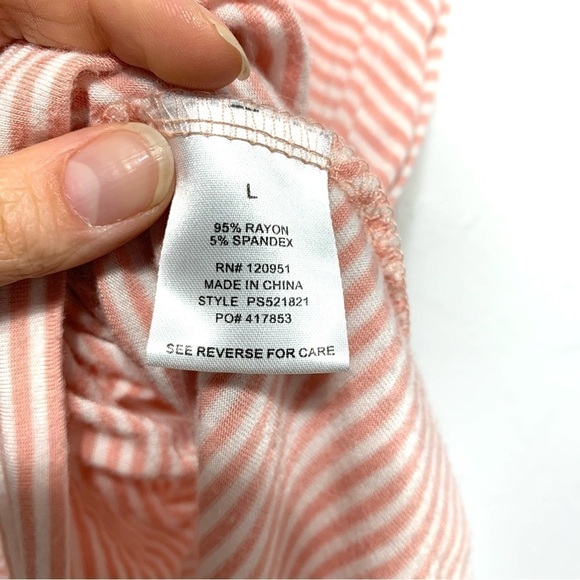 L
95% RAYON
5% SPANDEX
RN# 120951
MADE IN CHINA
STYLE PS521821
PO# 417853
SEE REVERSE FOR CARE